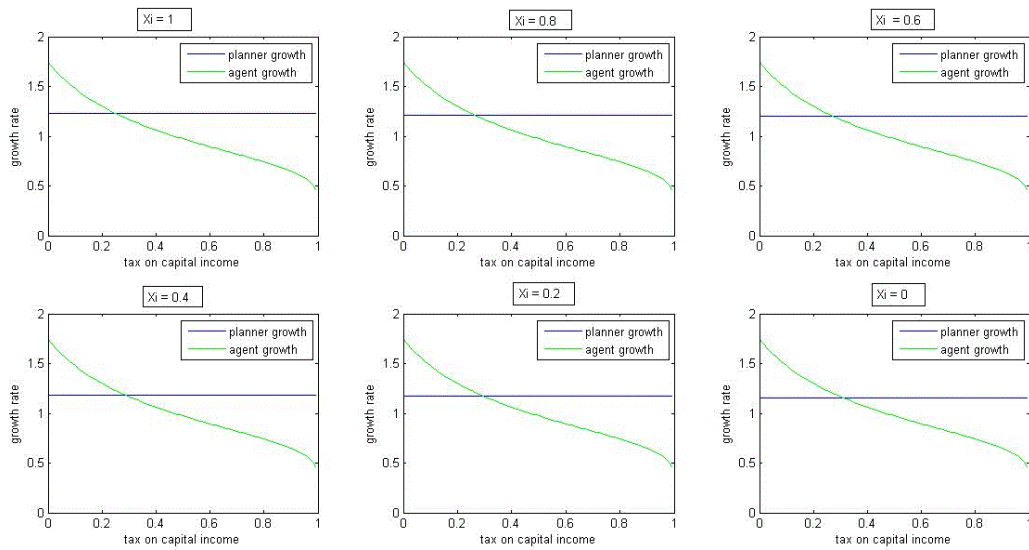 Xi = 1
2
1.5
1
0.5
0
growth rate
planner growth
agent growth
0 0.2 0.4 0.6 0.8 1
tax on capital income
Xi = 0.8
2
1.5
1
0.5
0
growth rate
planner growth
agent growth
0 0.2 0.4 0.6 0.8 1
tax on capital income
Xi = 0.6
2
1.5
1
0.5
0
growth rate
planner growth
agent growth
0 0.2 0.4 0.6 0.8 1
tax on capital income
Xi = 0.4
2
1.5
1
0.5
0
growth rate
planner growth
agent growth
0 0.2 0.4 0.6 0.8 1
tax on capital income
Xi = 0.2
2
1.5
1
0.5
0
growth rate
planner growth
agent growth
0 0.2 0.4 0.6 0.8 1
tax on capital income
Xi = 0
2
1.5
1
0.5
0
growth rate
planner growth
agent growth
0 0.2 0.4 0.6 0.8 1
tax on capital income